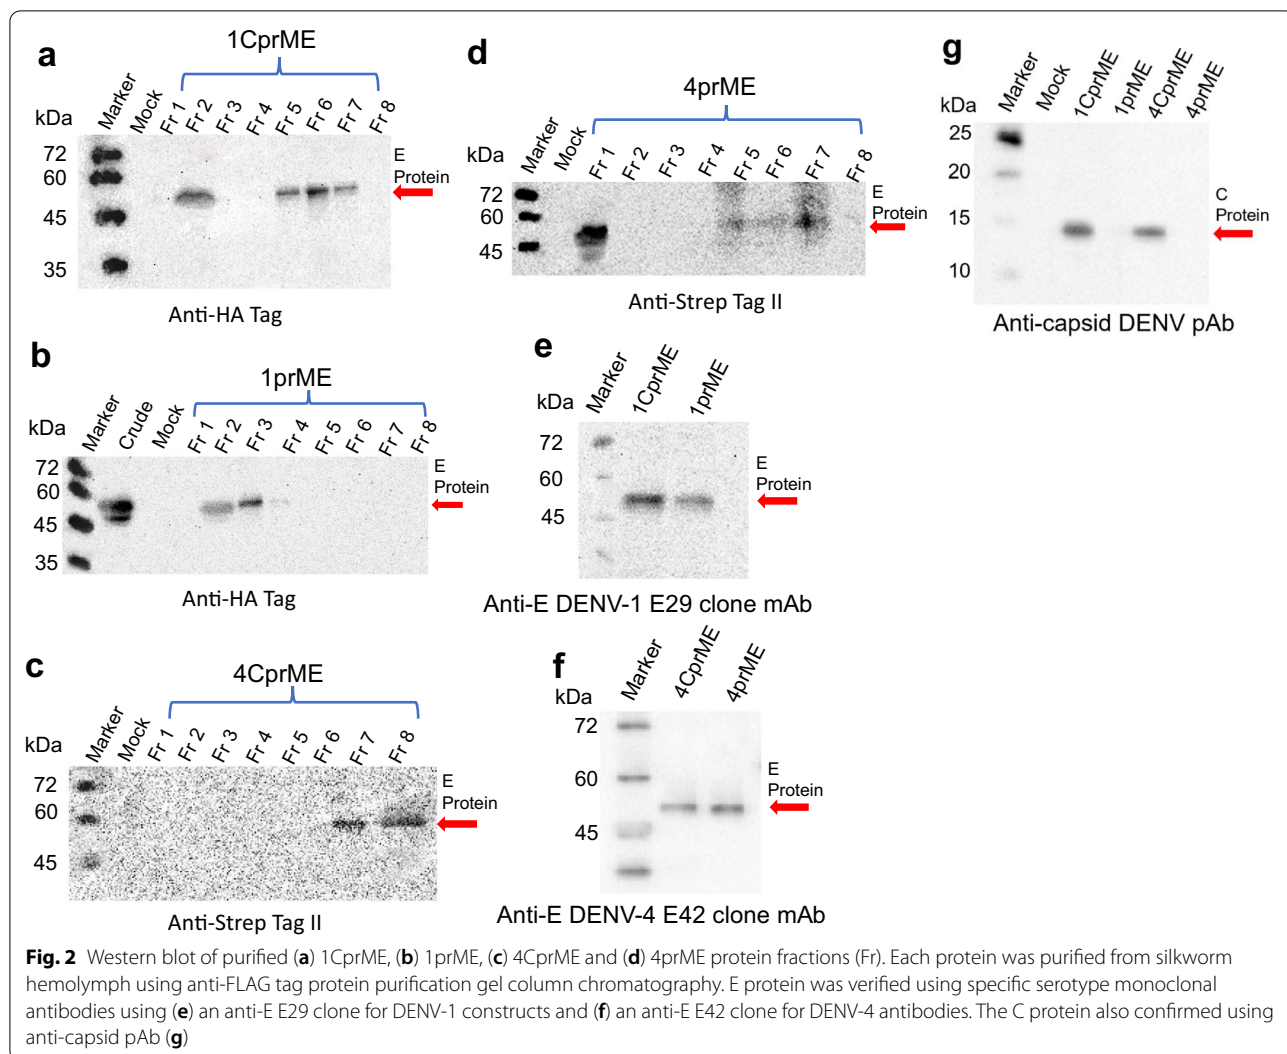 a
1CprME
Marker Mock Fr 1 Fr 2 Fr 3 Fr 4 Fr 5 Fr 6 Fr 7 Fr 8
kDa
72
60
45
35
E
Protein
Anti-HA Tag
b
1prME
Marker Crude Mock Fr 1 Fr 2 Fr 3 Fr 4 Fr 5 Fr 6 Fr 7 Fr 8
kDa
72
60
45
35
E
Protein
Anti-HA Tag
c
4CprME
Marker Mock Fr 1 Fr 2 Fr 3 Fr 4 Fr 5 Fr 6 Fr 7 Fr 8
kDa
72
60
45
E
Protein
Anti-Strep Tag II
d
4prME
Marker Mock Fr 1 Fr 2 Fr 3 Fr 4 Fr 5 Fr 6 Fr 7 Fr 8
kDa
72
60
45
E
Protein
Anti-Strep Tag II
e
Marker 1CprME 1prME
kDa
72
60
45
E
Protein
Anti-E DENV-1 E29 clone mAb
f
Marker 4CprME 4prME
kDa
72
60
45
E
Protein
Anti-E DENV-4 E42 clone mAb
g
Marker Mock 1CprME 1prME 4CprME 4prME
kDa
25
20
15
10
C
Protein
Anti-capsid DENV pAb
Fig. 2 Western blot of purified (a) 1CprME, (b) 1prME, (c) 4CprME and (d) 4prME protein fractions (Fr). Each protein was purified from silkworm
hemolymph using anti-FLAG tag protein purification gel column chromatography. E protein was verified using specific serotype monoclonal
antibodies using (e) an anti-E E29 clone for DENV-1 constructs and (f) an anti-E E42 clone for DENV-4 antibodies. The C protein also confirmed using
anti-capsid pAb (g)